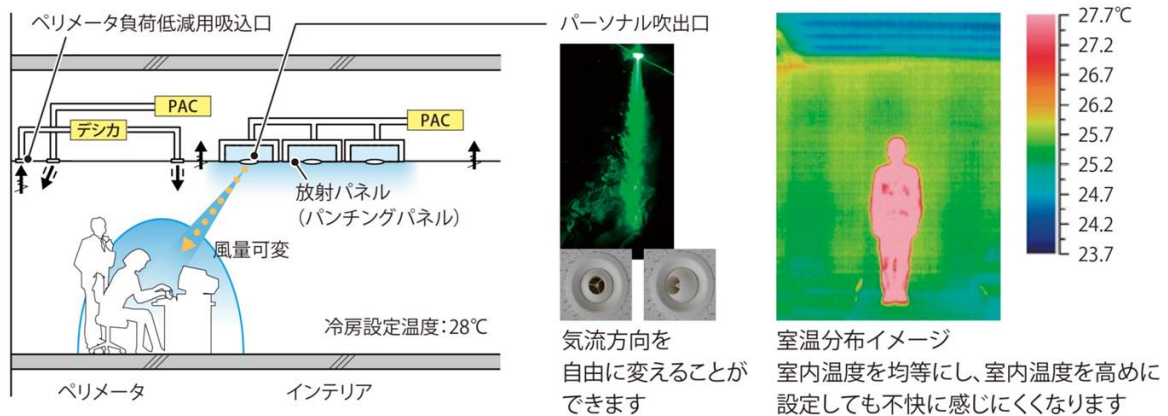 ペリメータ負荷低減用吸込口
PAC
デシカ
PAC
放射パネル
（パンチングパネル）
風量可変
冷房設定温度：28℃
ペリメータ
インテリア
パーソナル吹出口
気流方向を
自由に変えることが
できます
27.7℃
27.2
26.7
26.2
25.7
25.2
24.7
24.2
23.7
室温分布イメージ
室内温度を均等にし、室内温度を高めに
設定しても不快に感じにくくなります